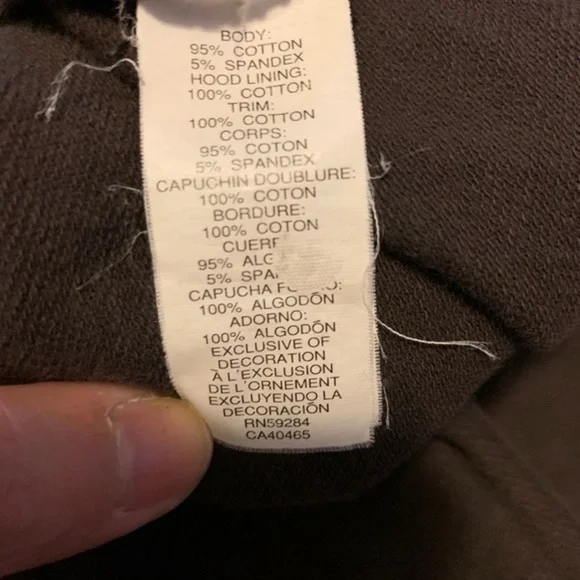 BODY:
95% COTTON
5% SPANDEX
HOOD LINING:
100% COTTON
TRIM:
100% COTTON
CORPS:
95% COTON
5% SPANDEX
CAPUCHIN DOUBLURE:
100% COTON
BORDURE:
100% COTON
95%
5%
CAPUCHA
100% ALGODÓN
ADORNO:
100% ALGODÓN
EXCLUSIVE OF
DECORATION
À L'EXCLUSION
DE L'ORNEMENT
EXCLUYENDO LA
DECORACIÓN
RN59284
CA40465